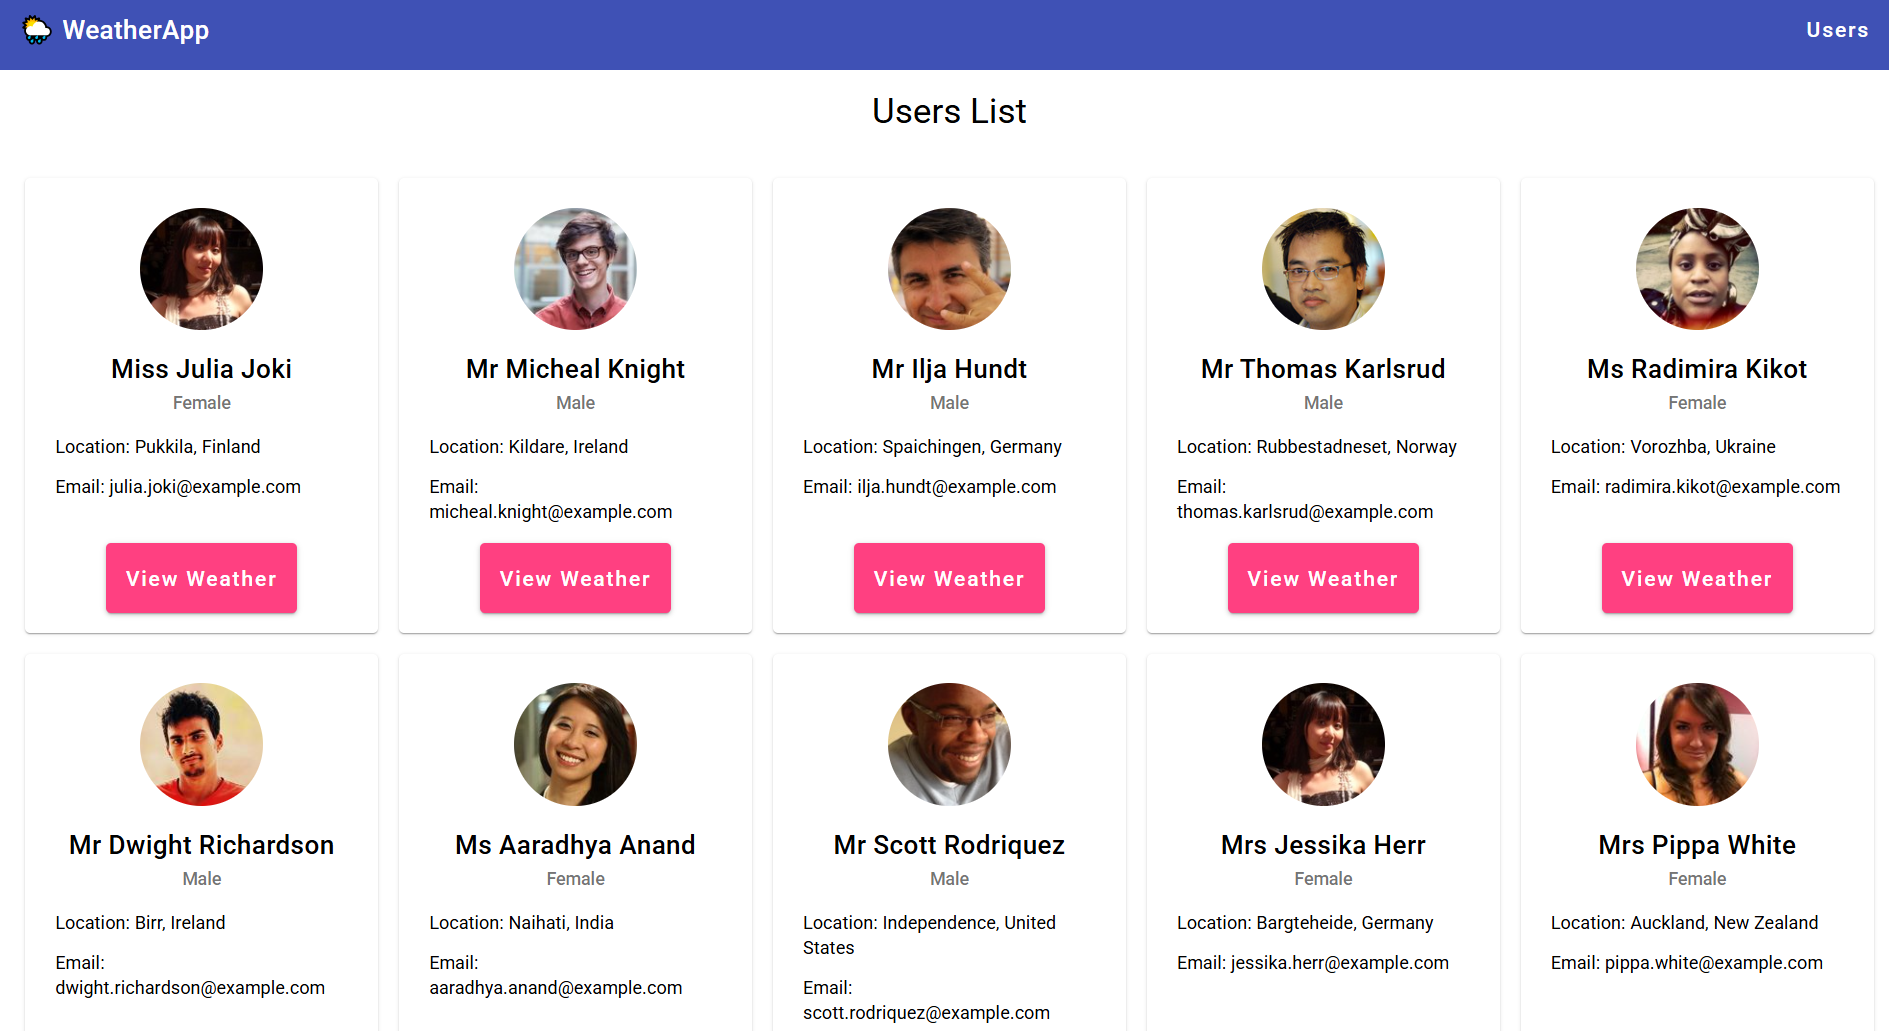 WeatherApp
Users
Users List
Miss Julia Joki
Female
Location: Pukkila, Finland
Email: julia.joki@example.com
View Weather
Mr Micheal Knight
Male
Location: Kildare, Ireland
Email:
micheal.knight@example.com
View Weather
Mr Ilja Hundt
Male
Location: Spaichingen, Germany
Email: ilja.hundt@example.com
View Weather
Mr Thomas Karlsrud
Male
Location: Rubbestadneset, Norway
Email:
thomas.karlsrud@example.com
View Weather
Ms Radimira Kikot
Female
Location: Vorozhba, Ukraine
Email: radimira.kikot@example.com
View Weather
Mr Dwight Richardson
Male
Location: Birr, Ireland
Email:
dwight.richardson@example.com
Ms Aaradhya Anand
Female
Location: Naihati, India
Email:
aaradhya.anand@example.com
Mr Scott Rodriquez
Male
Location: Independence, United
States
Email:
scott.rodriquez@example.com
Mrs Jessika Herr
Female
Location: Bargteheide, Germany
Email: jessika.herr@example.com
Mrs Pippa White
Female
Location: Auckland, New Zealand
Email: pippa.white@example.com